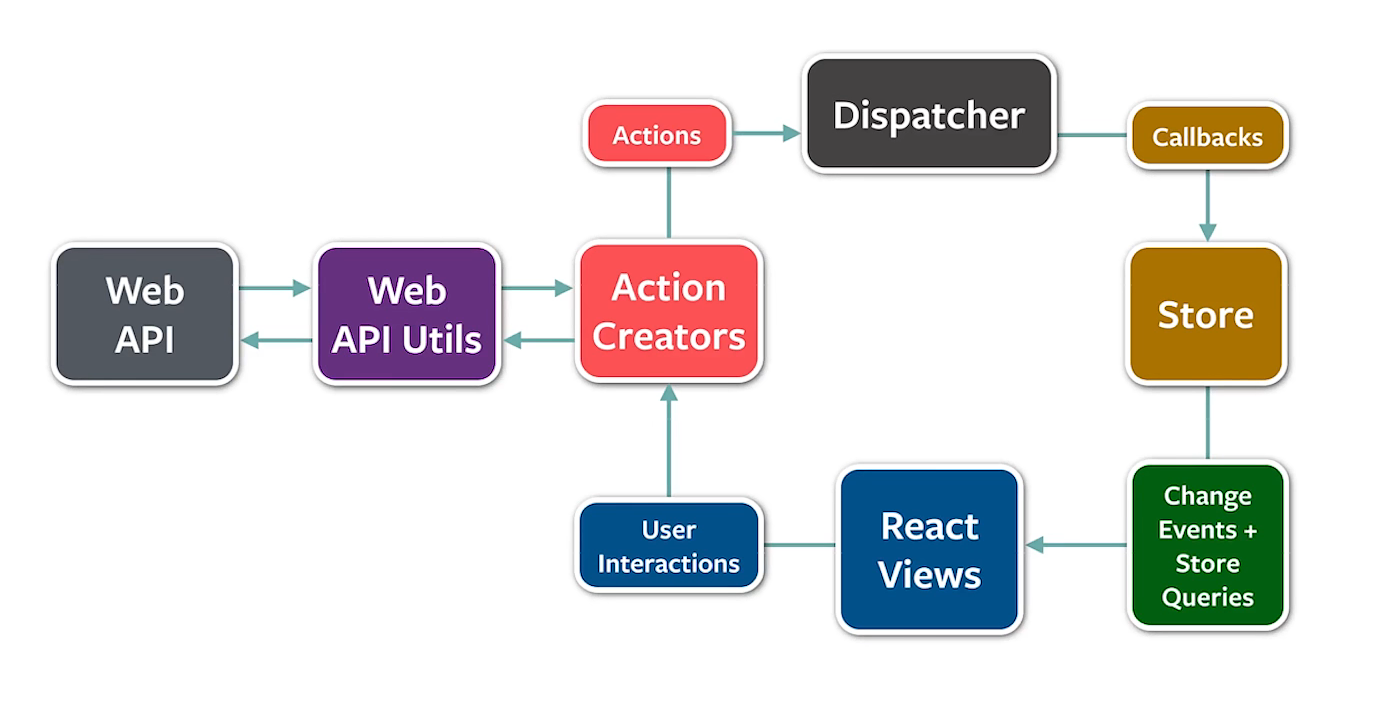 Dispatcher
Actions
Callbacks
Web
API
Web
API Utils
Action
Creators
Store
User
Interactions
React
Views
Change
Events +
Store
Queries